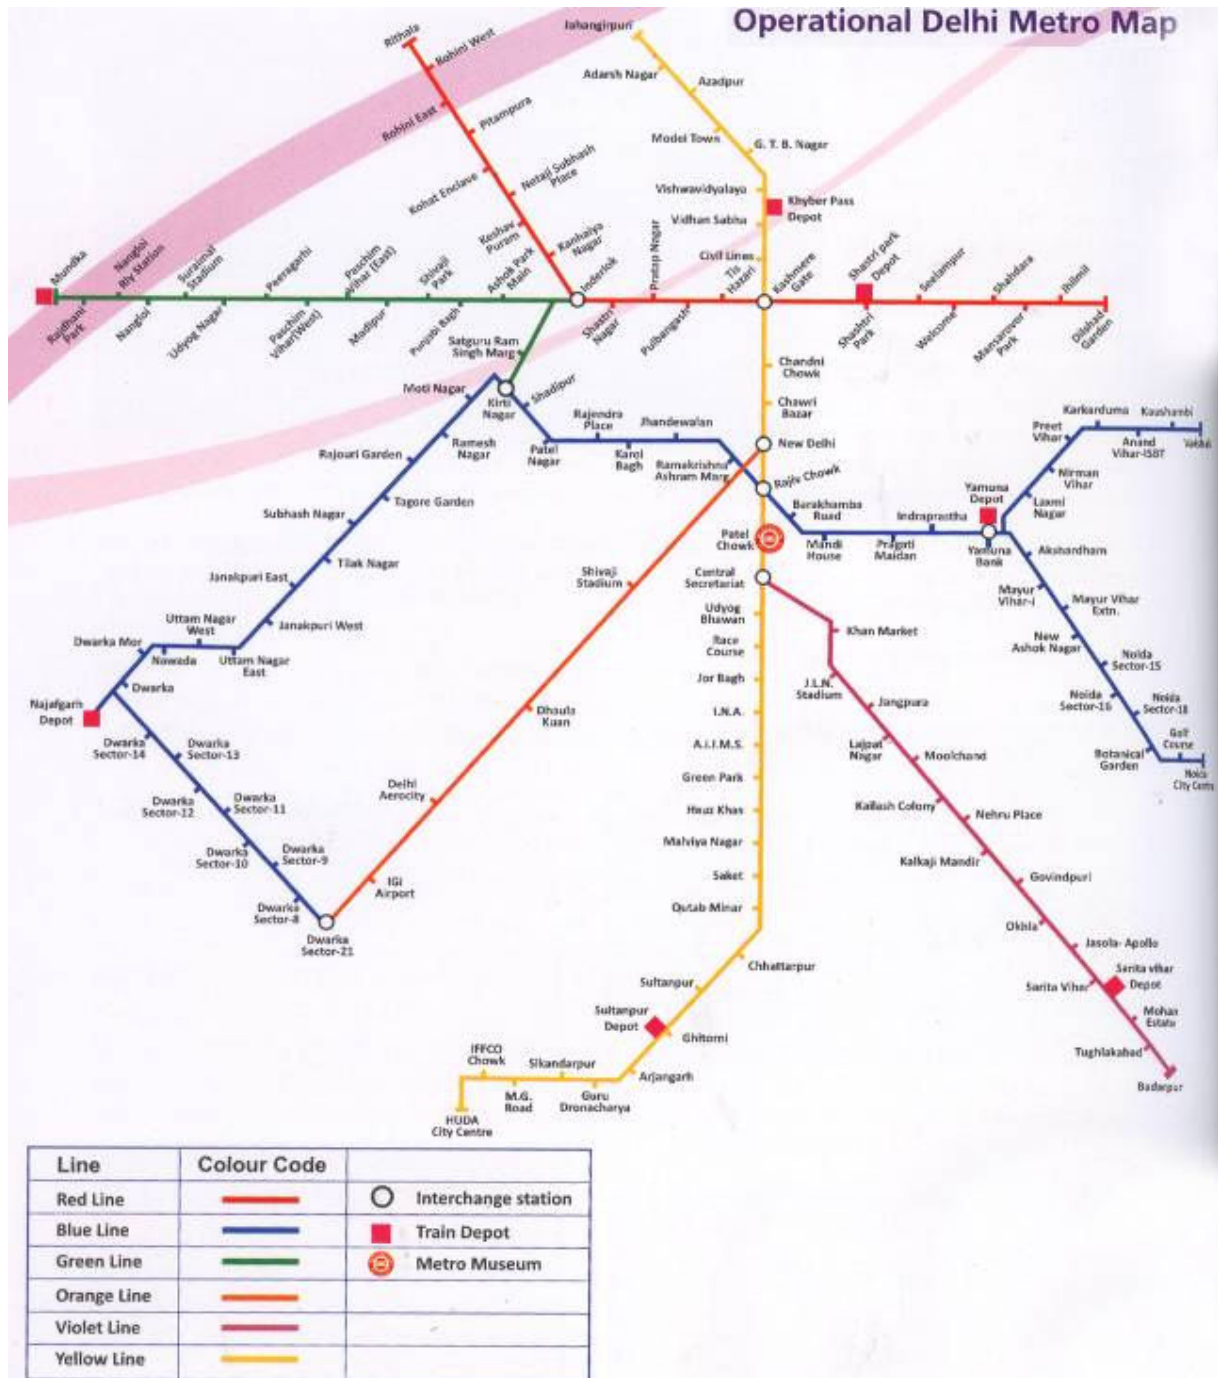 Operational Delhi Metro Map
Rithala
Rohini West
Rohini East
Pitampura
Kohat Enclave
Netaji Subhash
Place
Keshav
Puram
Kanhaiya
Nagar
Inderlok
Jahangirpuri
Adarsh Nagar
Azadpur
Model Town
G. T. B. Nagar
Vishwavidyalaya
Khyber Pass
Depot
Vidhan Sabha
Civil Lines
Kashmere
Gate
Mundka
Rajdhani
Park
Nangloi
Rly Station
Nangloi
Surajmal
Stadium
Udyog Nagar
Peeragarhi
Paschim
Vihar(West)
Paschim
Vihar (East)
Madipur
Shivaji
Park
Punjabi Bagh
Ashok Park
Main
Shastri
Nagar
Pratap Nagar
Pulbangash
Tis
Hazari
Shastri park
Depot
Shashtri
Park
Seelampur
Welcome
Shahdara
Mansarover
Park
Jhilmil
Dilshad
Garden
Satguru Ram
Singh Marg
Kirti
Nagar
Shadipur
Moti Nagar
Ramesh
Nagar
Rajouri Garden
Tagore Garden
Subhash Nagar
Tilak Nagar
Janakpuri East
Janakpuri West
Uttam Nagar
West
Uttam Nagar
East
Nawada
Dwarka Mor
Dwarka
Najafgarh
Depot
Dwarka
Sector-14
Dwarka
Sector-13
Dwarka
Sector-12
Dwarka
Sector-11
Dwarka
Sector-10
Dwarka
Sector-9
Dwarka
Sector-8
Dwarka
Sector-21
IGI
Airport
Delhi
Aerocity
Dhaula
Kuan
Shivaji
Stadium
Patel
Nagar
Rajendra
Place
Karol
Bagh
Jhandewalan
Ramakrishna
Ashram Marg
Chandni
Chowk
Chawri
Bazar
New Delhi
Rajiv Chowk
Barakhamba
Road
Mandi
House
Pragati
Maidan
Indraprastha
Yamuna
Depot
Yamuna
Bank
Laxmi
Nagar
Nirman
Vihar
Preet
Vihar
Karkarduma
Anand
Vihar-ISBT
Kaushambi
Akshardham
Mayur
Vihar-I
Mayur Vihar
Extn.
New
Ashok Nagar
Noida
Sector-15
Noida
Sector-16
Noida
Sector-18
Botanical
Garden
Golf
Course
Noida
City Centre
Patel
Chowk
Central
Secretariat
Udyog
Bhawan
Race
Course
Jor Bagh
I.N.A.
A.I.I.M.S.
Green Park
Hauz Khas
Malviya Nagar
Saket
Qutab Minar
Chhattarpur
Sultanpur
Sultanpur
Depot
Ghitorni
Arjangarh
Guru
Dronacharya
Sikandarpur
M.G.
Road
IFFCO
Chowk
HUDA
City Centre
Khan Market
J.L.N.
Stadium
Jangpura
Lajpat
Nagar
Moolchand
Kailash Colony
Nehru Place
Kalkaji Mandir
Govindpuri
Okhla
Jasola- Apollo
Sarita Vihar
Sarita vihar
Depot
Mohan
Estate
Tughlakabad
Badarpur
Line
Colour Code
Red Line
Interchange station
Blue Line
Train Depot
Green Line
Metro Museum
Orange Line
Violet Line
Yellow Line